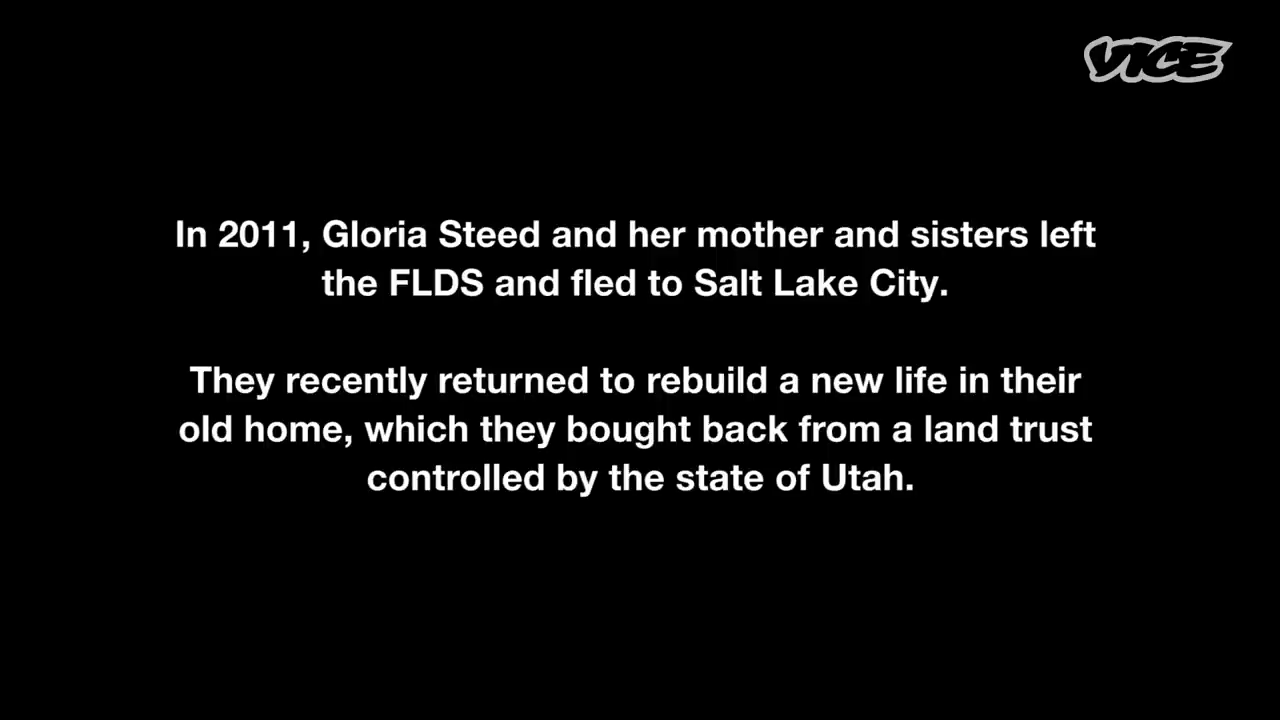 VICE
In 2011, Gloria Steed and her mother and sisters left
the FLDS and fled to Salt Lake City.
They recently returned to rebuild a new life in their
old home, which they bought back from a land trust
controlled by the state of Utah.